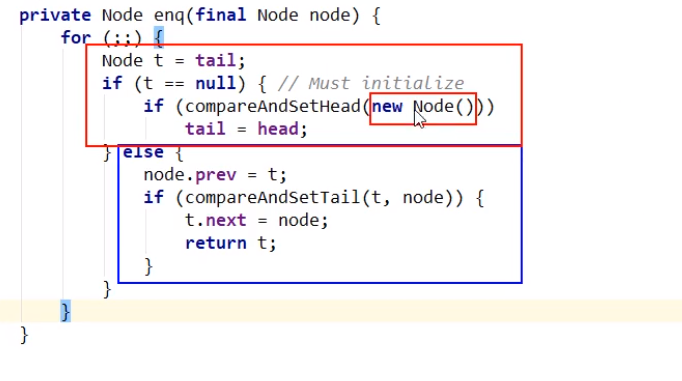 private Node enq(final Node node) {
for (;;) {
Node t = tail;
if (t == null) { // Must initialize
if (compareAndSetHead(new Node()))
tail = head;
} else {
node.prev = t;
if (compareAndSetTail(t, node)) {
t.next = node;
return t;
}
}
}
}